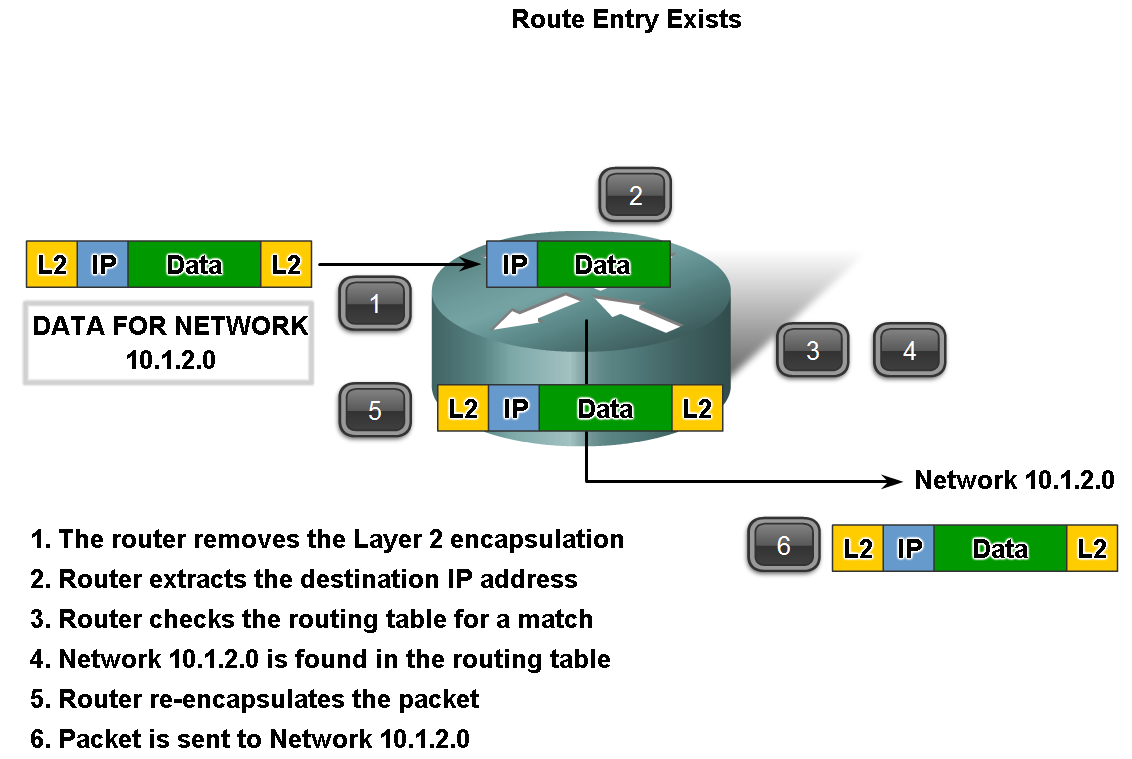 Route Entry Exists
2
L2 IP Data L2
IP Data
1
DATA FOR NETWORK
10.1.2.0
3 4
5
L2 IP Data L2
Network 10.1.2.0
6
L2 IP Data L2
1. The router removes the Layer 2 encapsulation
2. Router extracts the destination IP address
3. Router checks the routing table for a match
4. Network 10.1.2.0 is found in the routing table
5. Router re-encapsulates the packet
6. Packet is sent to Network 10.1.2.0